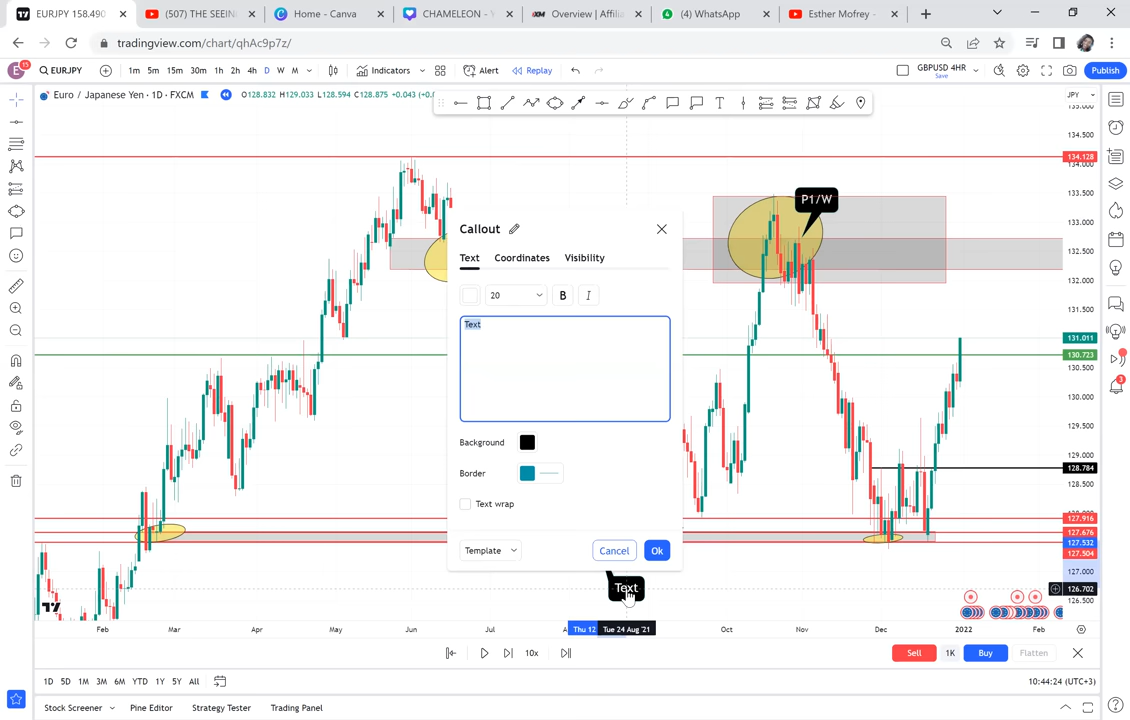 EURJPY 158.490
(507) THE SEEIN
Home - Canva
CHAMELEON - Y
Overview | Affilia
(4) WhatsApp
Esther Mofrey -
tradingview.com/chart/qhAc9p7z/
E 15
EURJPY
1m 5m 15m 30m 1h 2h 4h D W M
Indicators
Alert
Replay
GBPUSD 4HR
Save
Publish
Euro / Japanese Yen · 1D · FXCM
O128.832 H129.033 L128.594 C128.875 +0.043 (+0.0
T
JPY
135.000
134.500
134.128
134.000
133.500
133.000
132.500
132.000
131.500
131.011
130.723
130.500
130.000
129.500
129.000
128.784
128.500
127.916
127.676
127.532
127.504
127.000
126.702
126.500
P1/W
Callout
Text Coordinates Visibility
20
B
I
Text
Background
Border
Text wrap
Template
Cancel
Ok
Text
Feb Mar Apr May Jun Jul A Thu 12 Tue 24 Aug '21 Oct Nov Dec 2022 Feb
10x
Sell
1K
Buy
Flatten
1D 5D 1M 3M 6M YTD 1Y 5Y All
10:44:24 (UTC+3)
Stock Screener
Pine Editor
Strategy Tester
Trading Panel
3